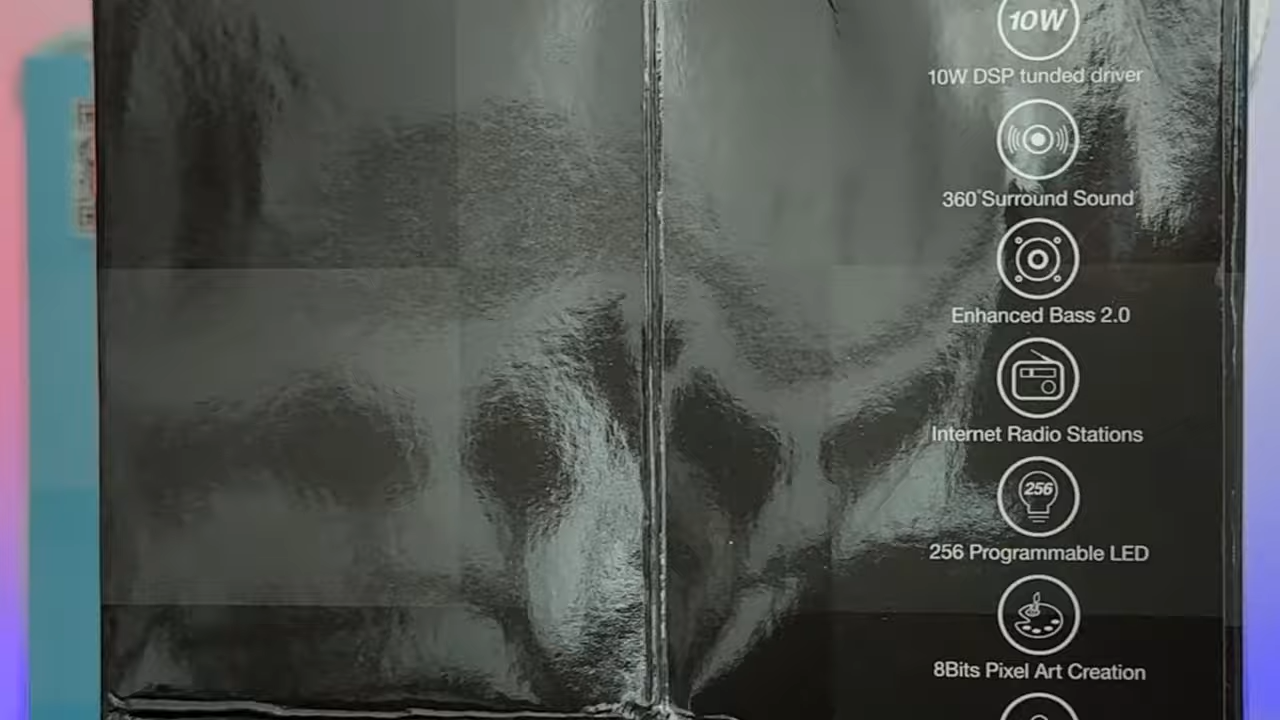 10W
10W DSP tunded driver
360°Surround Sound
Enhanced Bass 2.0
Internet Radio Stations
256
256 Programmable LED
8Bits Pixel Art Creation